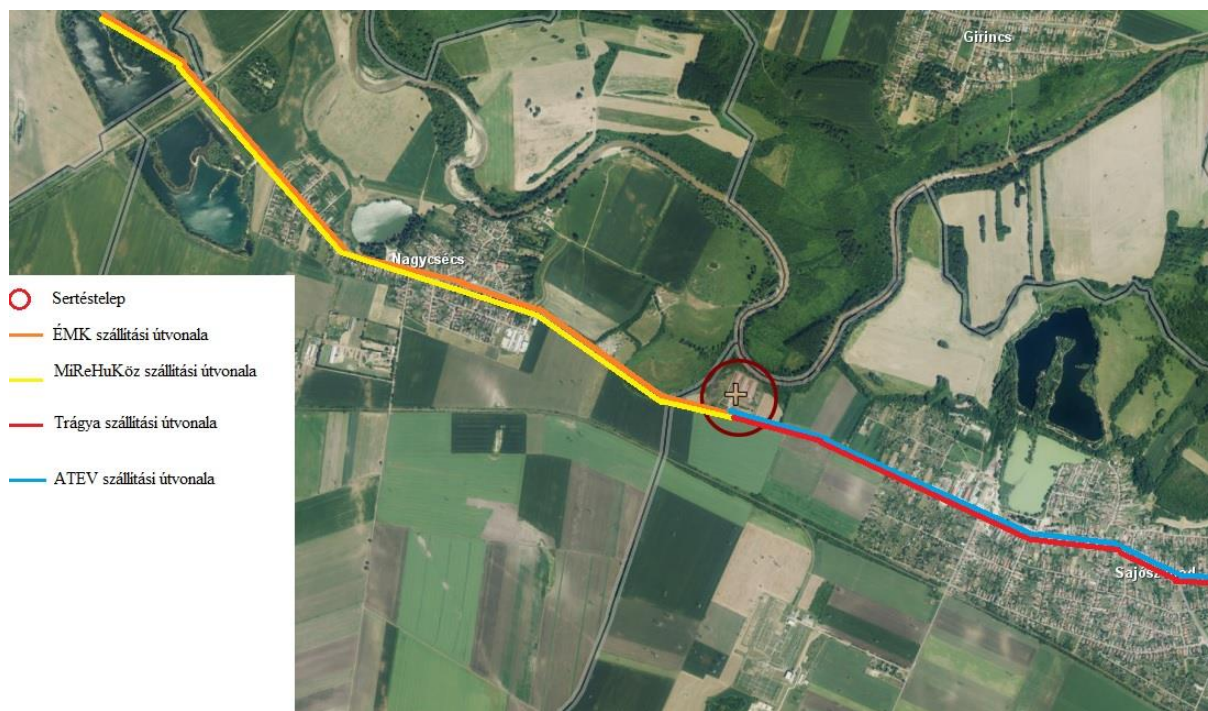 Girincs
Nagycsécs
Sertéstelep
ÉMK szállítási útvonala
MiReHuKöz szállítási útvonala
Trágya szállítási útvonala
ATEV szállítási útvonala